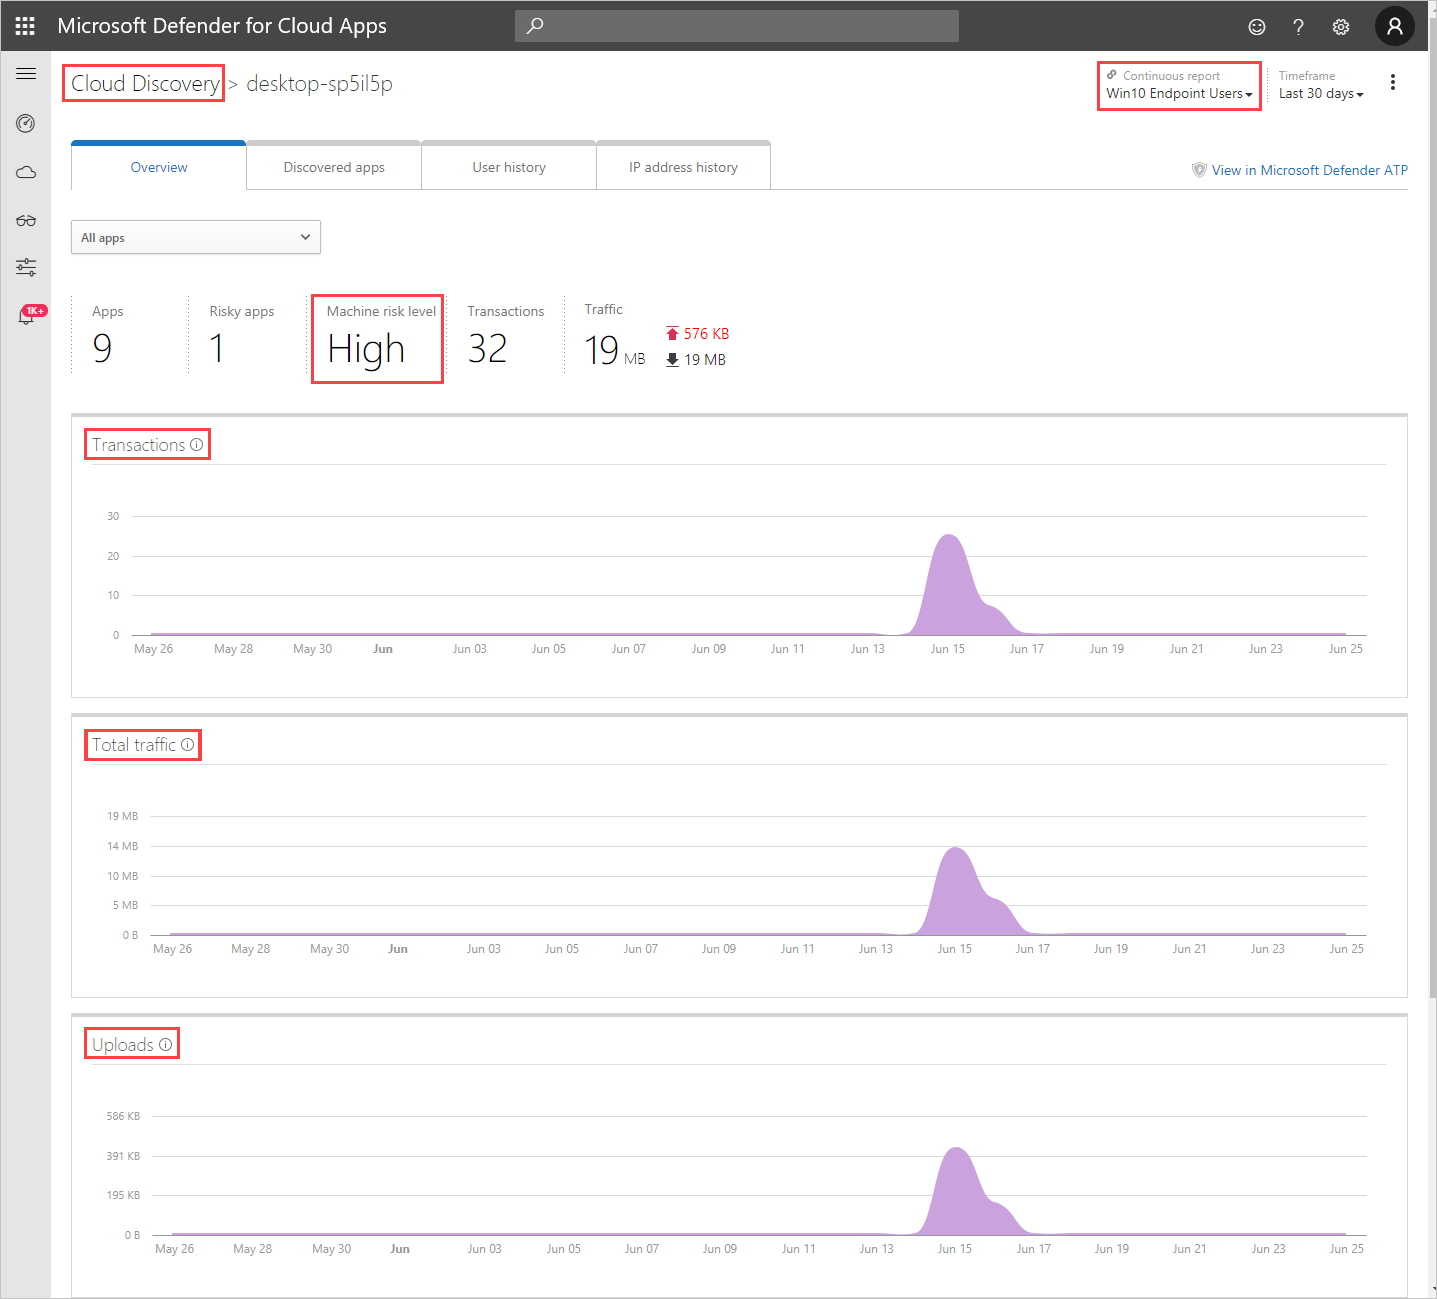 Microsoft Defender for Cloud Apps
?
Cloud Discovery > desktop-sp5il5p
Continuous report
Win10 Endpoint Users
Timeframe
Last 30 days
Overview
Discovered apps
User history
IP address history
View in Microsoft Defender ATP
1K+
All apps
Apps
9
Risky apps
1
Machine risk level
High
Transactions
32
Traffic
19 MB
576 KB
19 MB
Transactions
30
20
10
0
May 26 May 28 May 30 Jun Jun 03 Jun 05 Jun 07 Jun 09 Jun 11 Jun 13 Jun 15 Jun 17 Jun 19 Jun 21 Jun 23 Jun 25
Total traffic
19 MB
14 MB
10 MB
5 MB
0 B
May 26 May 28 May 30 Jun Jun 03 Jun 05 Jun 07 Jun 09 Jun 11 Jun 13 Jun 15 Jun 17 Jun 19 Jun 21 Jun 23 Jun 25
Uploads
586 KB
391 KB
195 KB
0 B
May 26 May 28 May 30 Jun Jun 03 Jun 05 Jun 07 Jun 09 Jun 11 Jun 13 Jun 15 Jun 17 Jun 19 Jun 21 Jun 23 Jun 25